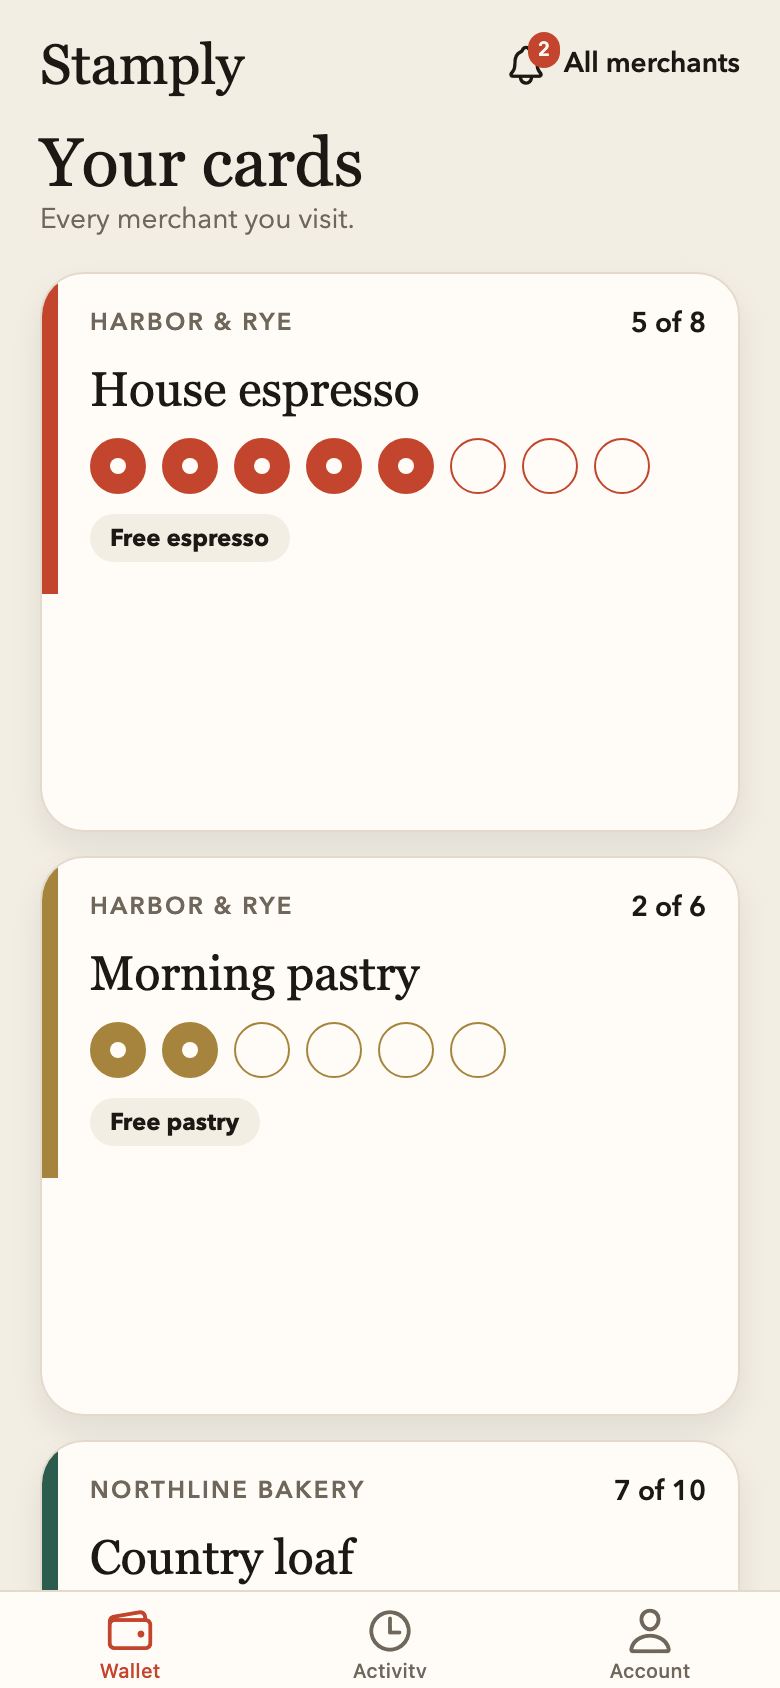 Stamply
2
All merchants
Your cards
Every merchant you visit.
HARBOR & RYE
5 of 8
House espresso
Free espresso
HARBOR & RYE
2 of 6
Morning pastry
Free pastry
NORTHLINE BAKERY
7 of 10
Country loaf
Wallet
Activity
Account